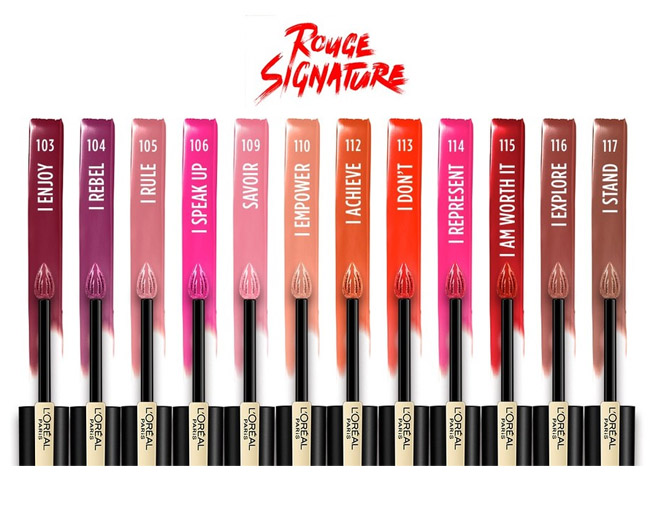 ROUGE
SIGNATURE
103
I ENJOY
104
I REBEL
105
I RULE
106
I SPEAK UP
109
SAVOIR
110
I EMPOWER
112
I ACHIEVE
113
I DON'T
114
I REPRESENT
115
I AM WORTH IT
116
I EXPLORE
117
I STAND
L'ORÉAL
PARIS
L'ORÉAL
PARIS
L'ORÉAL
PARIS
L'ORÉAL
PARIS
L'ORÉAL
PARIS
L'ORÉAL
PARIS
L'ORÉAL
PARIS
L'ORÉAL
PARIS
L'ORÉAL
PARIS
L'ORÉAL
PARIS
L'ORÉAL
PARIS
L'ORÉAL
PARIS